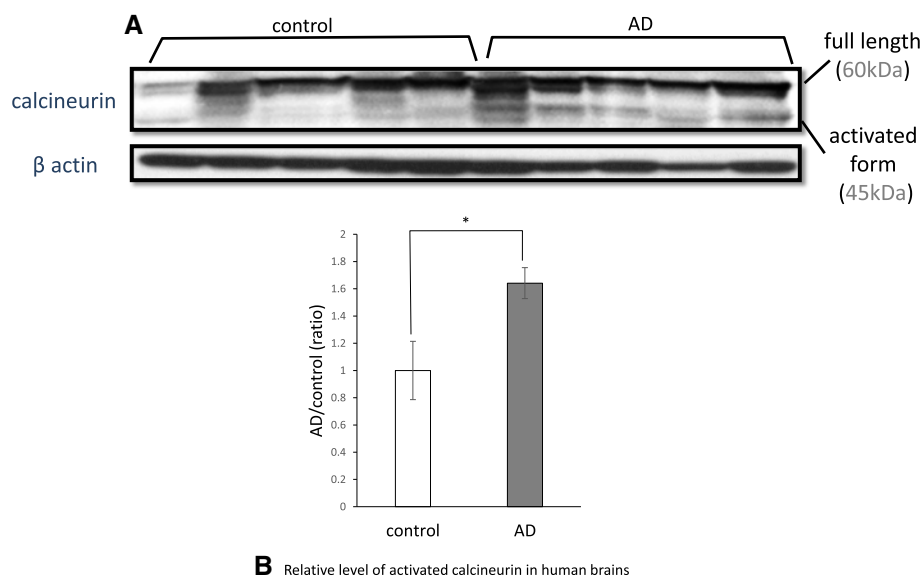 A
control
AD
full length
(60kDa)
calcineurin
activated
form
(45kDa)
β actin
*
2
1.8
1.6
1.4
1.2
1
0.8
0.6
0.4
0.2
0
AD/control (ratio)
control
AD
B Relative level of activated calcineurin in human brains